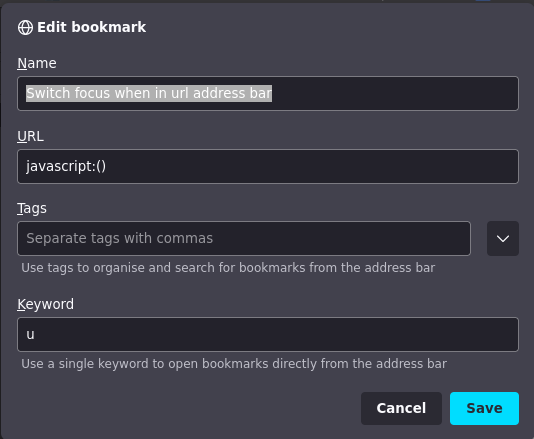 Edit bookmark
Name
Switch focus when in url address bar
URL
javascript:()
Tags
Separate tags with commas
Use tags to organise and search for bookmarks from the address bar
Keyword
u
Use a single keyword to open bookmarks directly from the address bar
Cancel Save